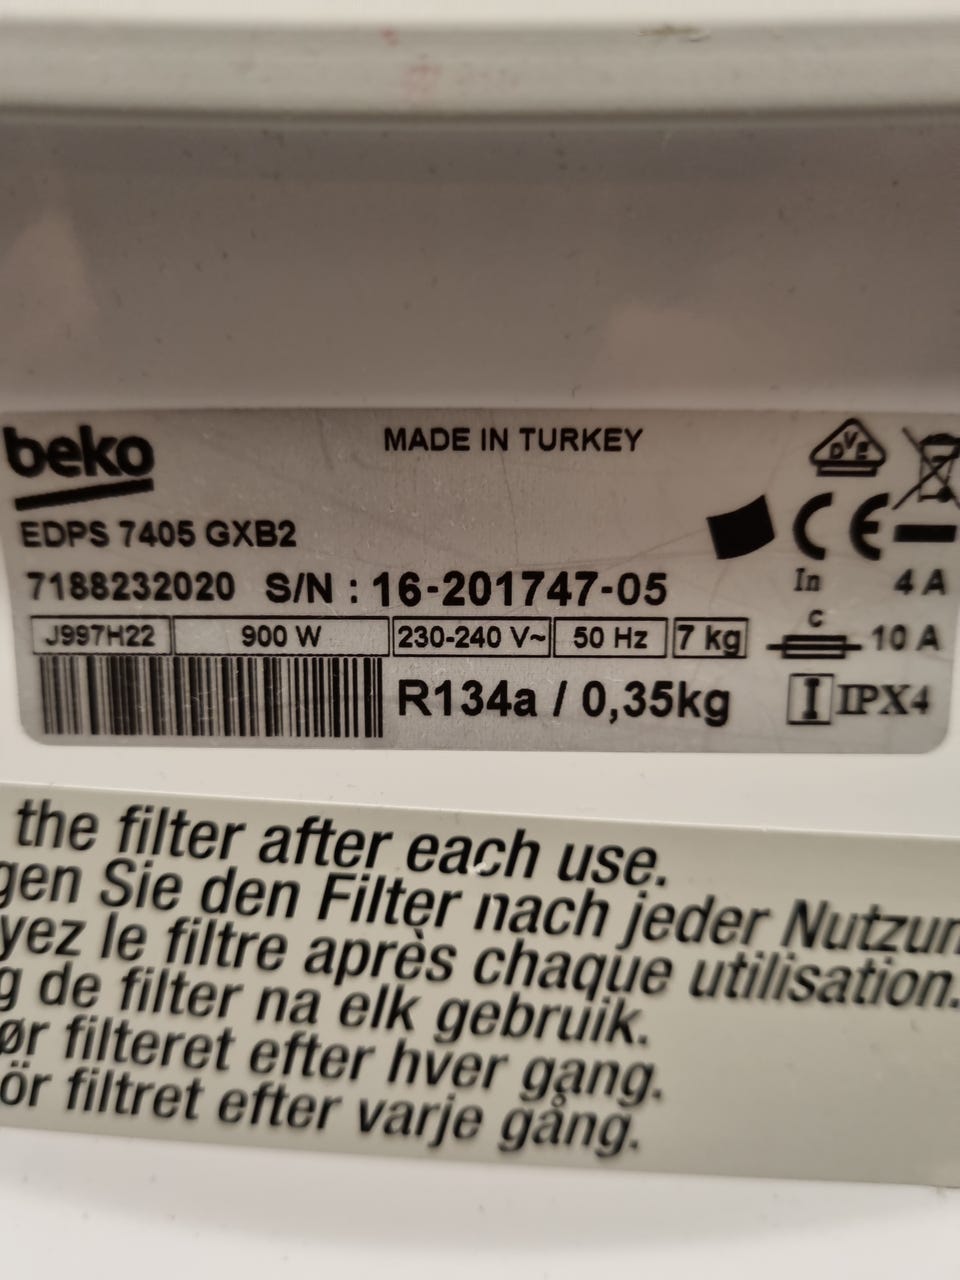 beko
MADE IN TURKEY
DVE
CE
EDPS 7405 GXB2
7188232020 S/N : 16-201747-05
In 4 A
J997H22 900 W 230-240 V~ 50 Hz 7 kg
c 10 A
R134a / 0,35kg
I IPX4
the filter after each use.
gen Sie den Filter nach jeder Nutzun
yez le filtre après chaque utilisation.
g de filter na elk gebruik.
ør filteret efter hver gang.
ör filtret efter varje gång.